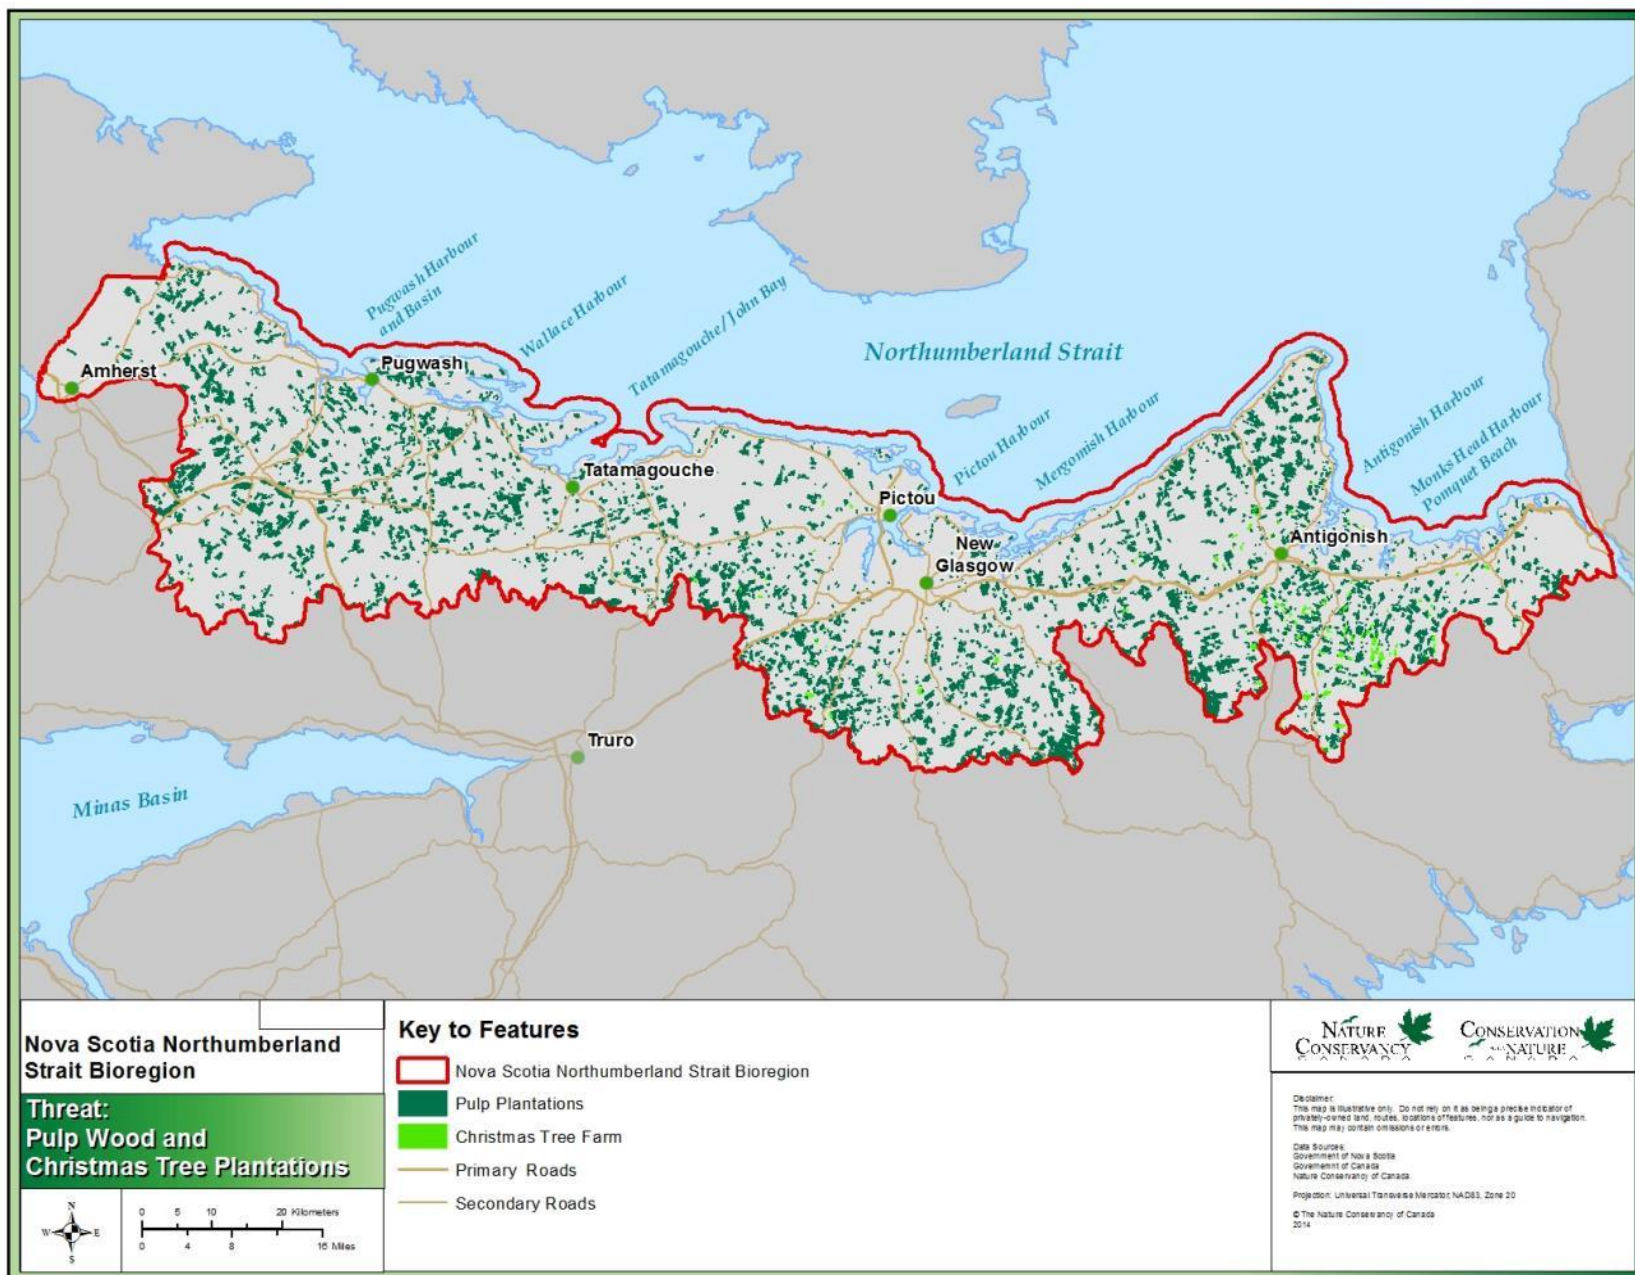 Pugwash Harbour
and Basin
Wallace Harbour
Tatamagouche/John Bay
Northumberland Strait
Pictou Harbour
Mergomish Harbour
Antigonish Harbour
Monks Head Harbour
Pomquet Beach
Amherst
Pugwash
Tatamagouche
Pictou
New
Glasgow
Antigonish
Truro
Minas Basin
Nova Scotia Northumberland
Strait Bioregion
Threat:
Pulp Wood and
Christmas Tree Plantations
N
W
E
S
0 5 10 20 Kilometers
0 4 8 16 Miles
Key to Features
Nova Scotia Northumberland Strait Bioregion
Pulp Plantations
Christmas Tree Farm
Primary Roads
Secondary Roads
NATURE
CONSERVANCY
CONSERVATION
NATURE
Disclaimer:
This map is illustrative only. Do not rely on it as being a precise indicator of
privately-owned land, routes, locations of features, nor as a guide to navigation.
This map may contain omissions or errors.
Data Sources:
Government of Nova Scotia
Governemnt of Canada
Nature Conservancy of Canada.
Projection: Universal Transverse Mercator, NAD83, Zone 20
© The Nature Conservancy of Canada
2014